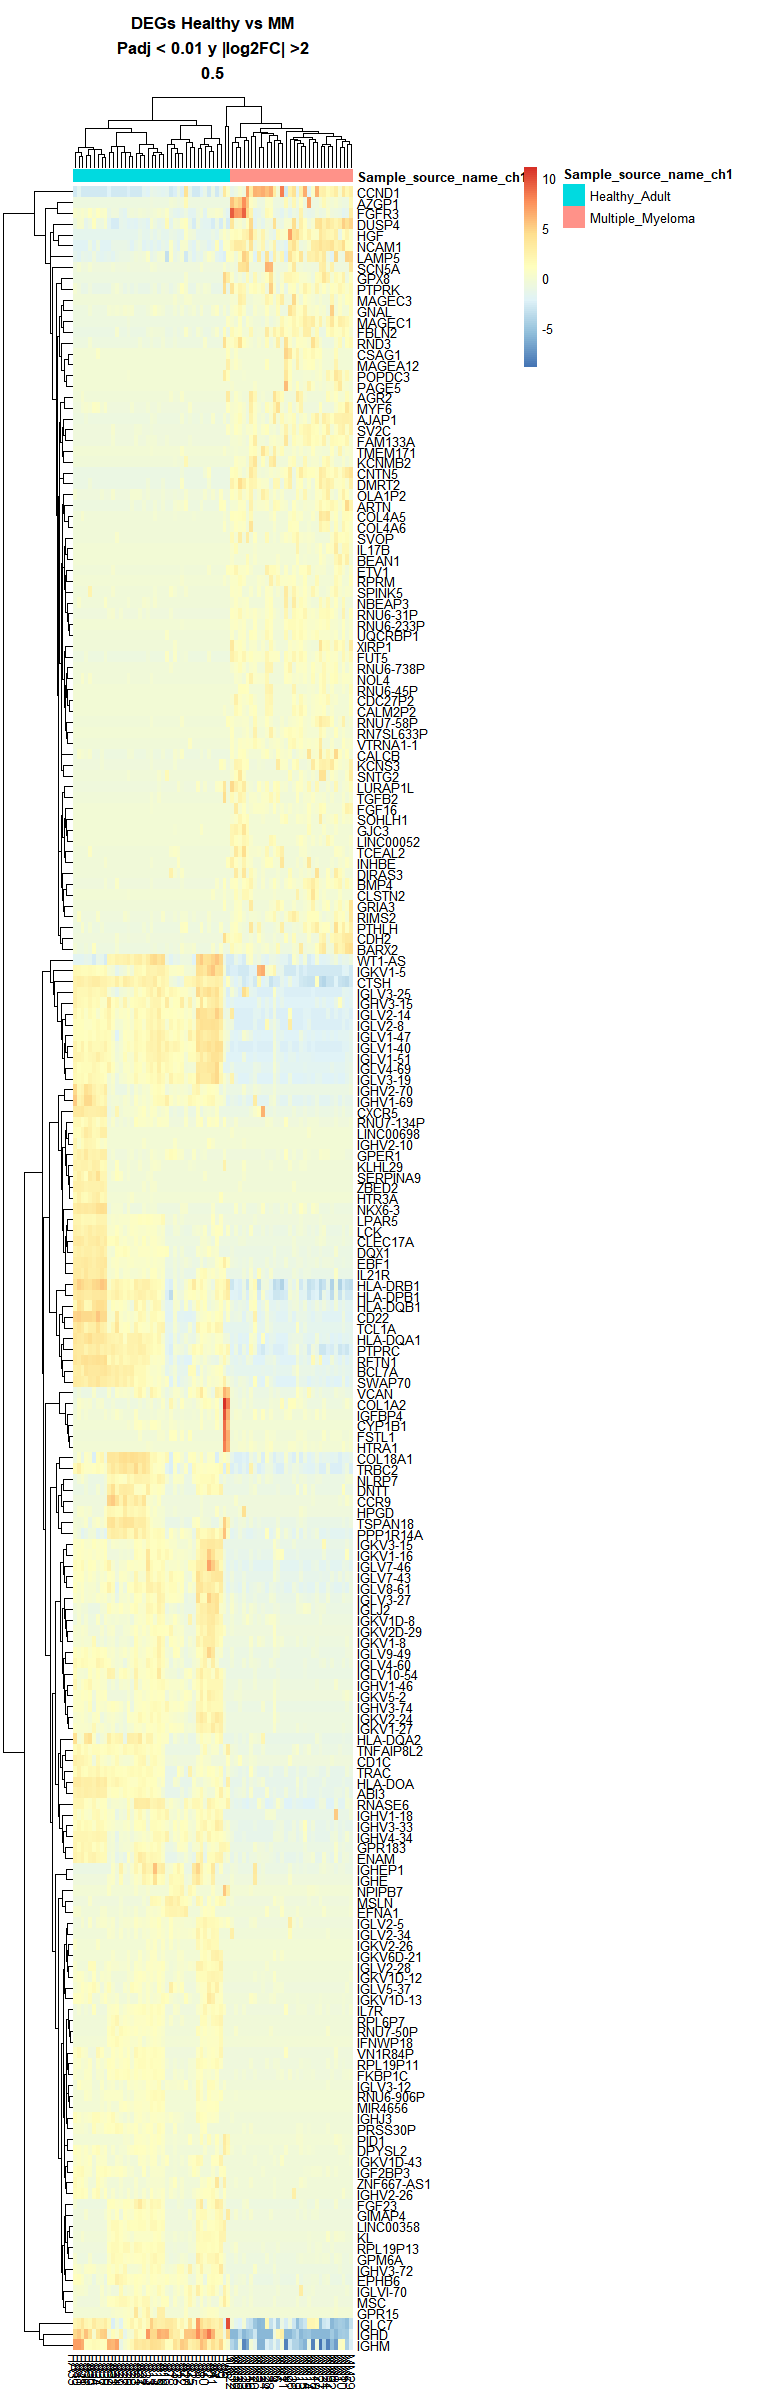 DEGs Healthy vs MM
Padj < 0.01 y |log2FC| >2
0.5
Sample_source_name_ch1
10
5
0
-5
Sample_source_name_ch1
Healthy_Adult
Multiple_Myeloma
CCND1
AZGP1
FGFR3
DUSP4
HGF
NCAM1
LAMP5
SCN5A
GPX8
PTPRK
MAGEC3
GNAL
MAGEC1
FBLN2
RND3
CSAG1
MAGEA12
POPDC3
PAGE5
AGR2
MYF6
AJAP1
SV2C
FAM133A
TMEM171
KCNMB2
CNTN5
DMRT2
OLA1P2
ARTN
COL4A5
COL4A6
SVOP
IL17B
BEAN1
ETV1
RPRM
SPINK5
NBEAP3
RNU6-31P
RNU6-233P
UQCRBP1
XIRP1
FUT5
RNU6-738P
NOL4
RNU6-45P
CDC27P2
CALM2P2
RNU7-58P
RN7SL633P
VTRNA1-1
CALCB
KCNS3
SNTG2
LURAP1L
TGFB2
FGF16
SOHLH1
GJC3
LINC00052
TCEAL2
INHBE
DIRAS3
BMP4
CLSTN2
GRIA3
RIMS2
PTHLH
CDH2
BARX2
WT1-AS
IGKV1-5
CTSH
IGLV3-25
IGHV3-15
IGLV2-14
IGLV2-8
IGLV1-47
IGLV1-40
IGLV1-51
IGLV4-69
IGLV3-19
IGHV2-70
IGHV1-69
CXCR5
RNU7-134P
LINC00698
IGHV2-10
GPER1
KLHL29
SERPINA9
ZBED2
HTR3A
NKX6-3
LPAR5
LCK
CLEC17A
DQX1
EBF1
IL21R
HLA-DRB1
HLA-DPB1
HLA-DQB1
CD22
TCL1A
HLA-DQA1
PTPRC
RFTN1
BCL7A
SWAP70
VCAN
COL1A2
IGFBP4
CYP1B1
FSTL1
HTRA1
COL18A1
TRBC2
NLRP7
DNTT
CCR9
HPGD
TSPAN18
PPP1R14A
IGKV3-15
IGKV1-16
IGLV7-46
IGLV7-43
IGLV8-61
IGLV3-27
IGLJ2
IGKV1D-8
IGKV2D-29
IGKV1-8
IGLV9-49
IGLV4-60
IGLV10-54
IGHV1-46
IGKV5-2
IGHV3-74
IGKV2-24
IGKV1-27
HLA-DQA2
TNFAIP8L2
CD1C
TRAC
HLA-DOA
ABI3
RNASE6
IGHV1-18
IGHV3-33
IGHV4-34
GPR183
ENAM
IGHEP1
IGHE
NPIPB7
MSLN
EFNA1
IGLV2-5
IGLV2-34
IGKV2-26
IGKV6D-21
IGLV2-28
IGKV1D-12
IGLV5-37
IGKV1D-13
IL7R
RPL6P7
RNU7-50P
IFNWP18
VN1R84P
RPL19P11
FKBP1C
IGLV3-12
RNU6-906P
MIR4656
IGHJ3
PRSS30P
PID1
DPYSL2
IGKV1D-43
IGF2BP3
ZNF667-AS1
IGHV2-26
FGF23
GIMAP4
LINC00358
KL
RPL19P13
GPM6A
IGHV3-72
EPHB6
IGLVI-70
MSC
GPR15
IGLC7
IGHD
IGHM